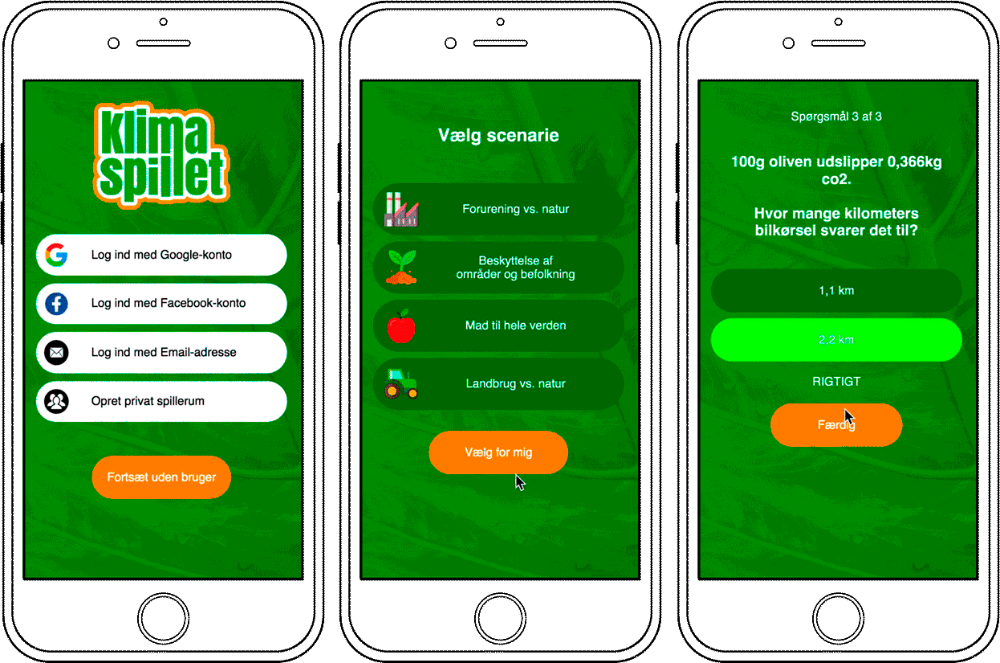 Klima
spillet
Log ind med Google-konto
Log ind med Facebook-konto
Log ind med Email-adresse
Opret privat spillerum
Fortsæt uden bruger
Vælg scenarie
Forurening vs. natur
Beskyttelse af
områder og befolkning
Mad til hele verden
Landbrug vs. natur
Vælg for mig
Spørgsmål 3 af 3
100g oliven udslipper 0,366kg
co2.
Hvor mange kilometers
bilkørsel svarer det til?
1,1 km
2,2 km
RIGTIGT
Færdig